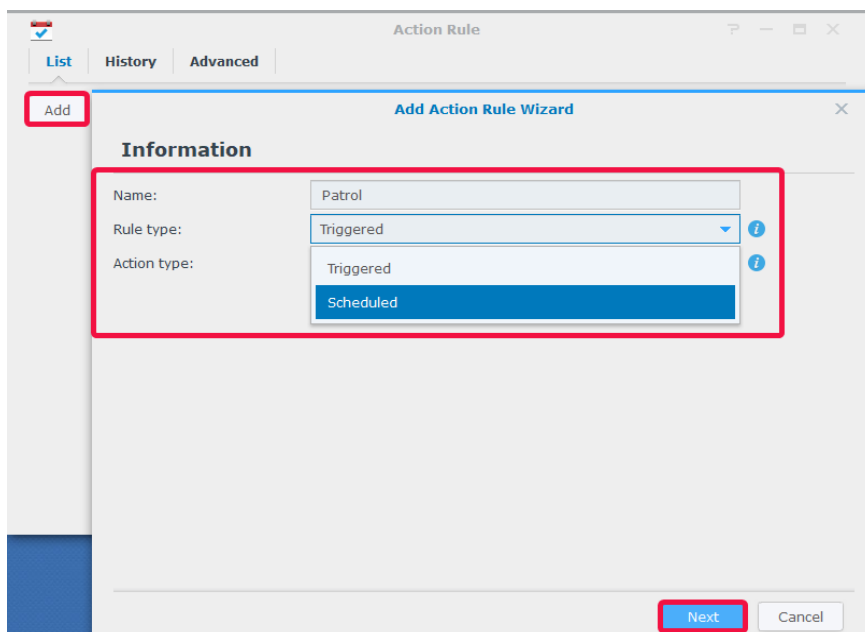 Action Rule
List History Advanced
Add
Add Action Rule Wizard
Information
Name: Patrol
Rule type: Triggered
Action type:
Triggered
Scheduled
Next Cancel